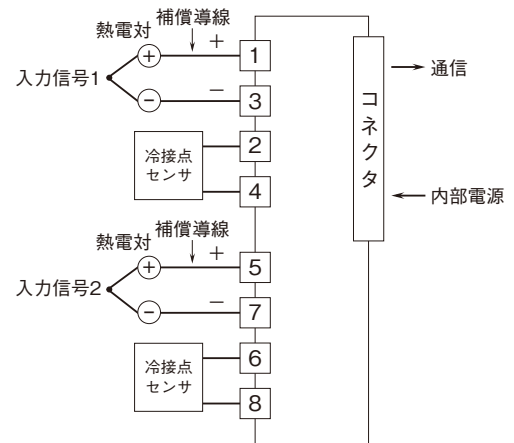 補償導線
熱電対
+
+
1
入力信号1
−
−
3
冷接点
センサ
2
4
補償導線
熱電対
+
+
5
入力信号2
−
−
7
冷接点
センサ
6
8
コネクタ
通信
内部電源